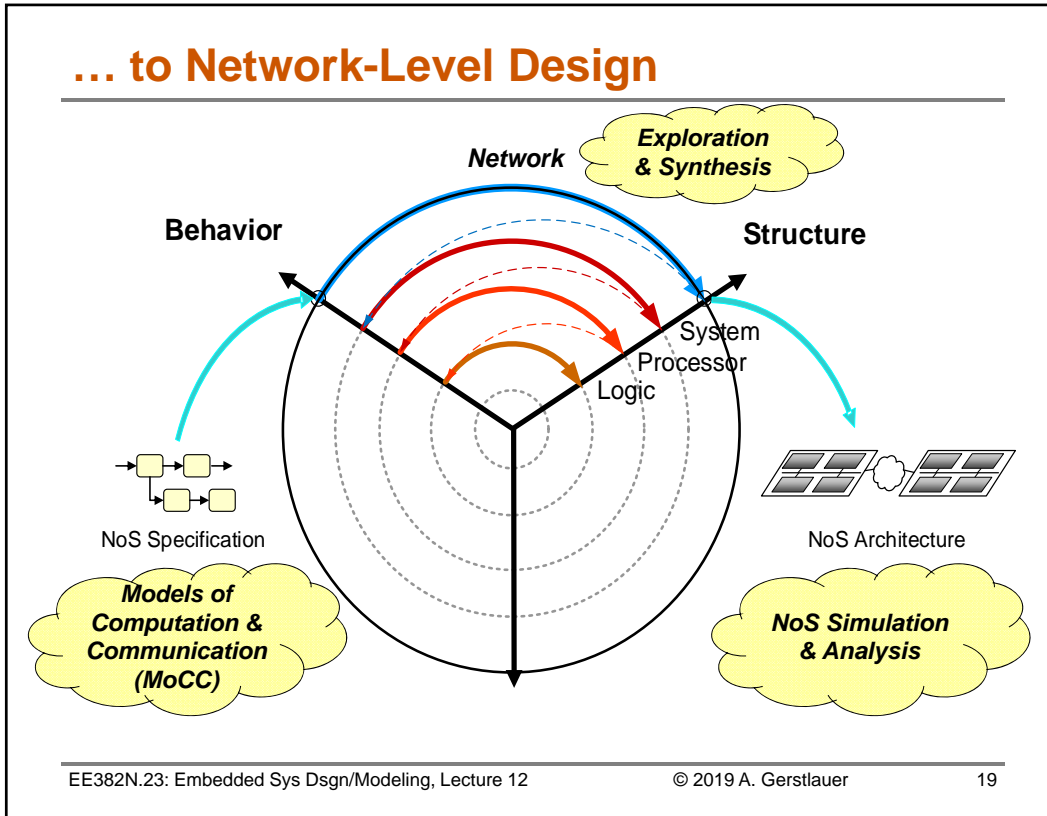 … to Network-Level Design
Exploration
& Synthesis
Network
Behavior
Structure
System
Processor
Logic
NoS Specification
NoS Architecture
Models of
Computation &
Communication
(MoCC)
NoS Simulation
& Analysis
EE382N.23: Embedded Sys Dsgn/Modeling, Lecture 12
© 2019 A. Gerstlauer
19